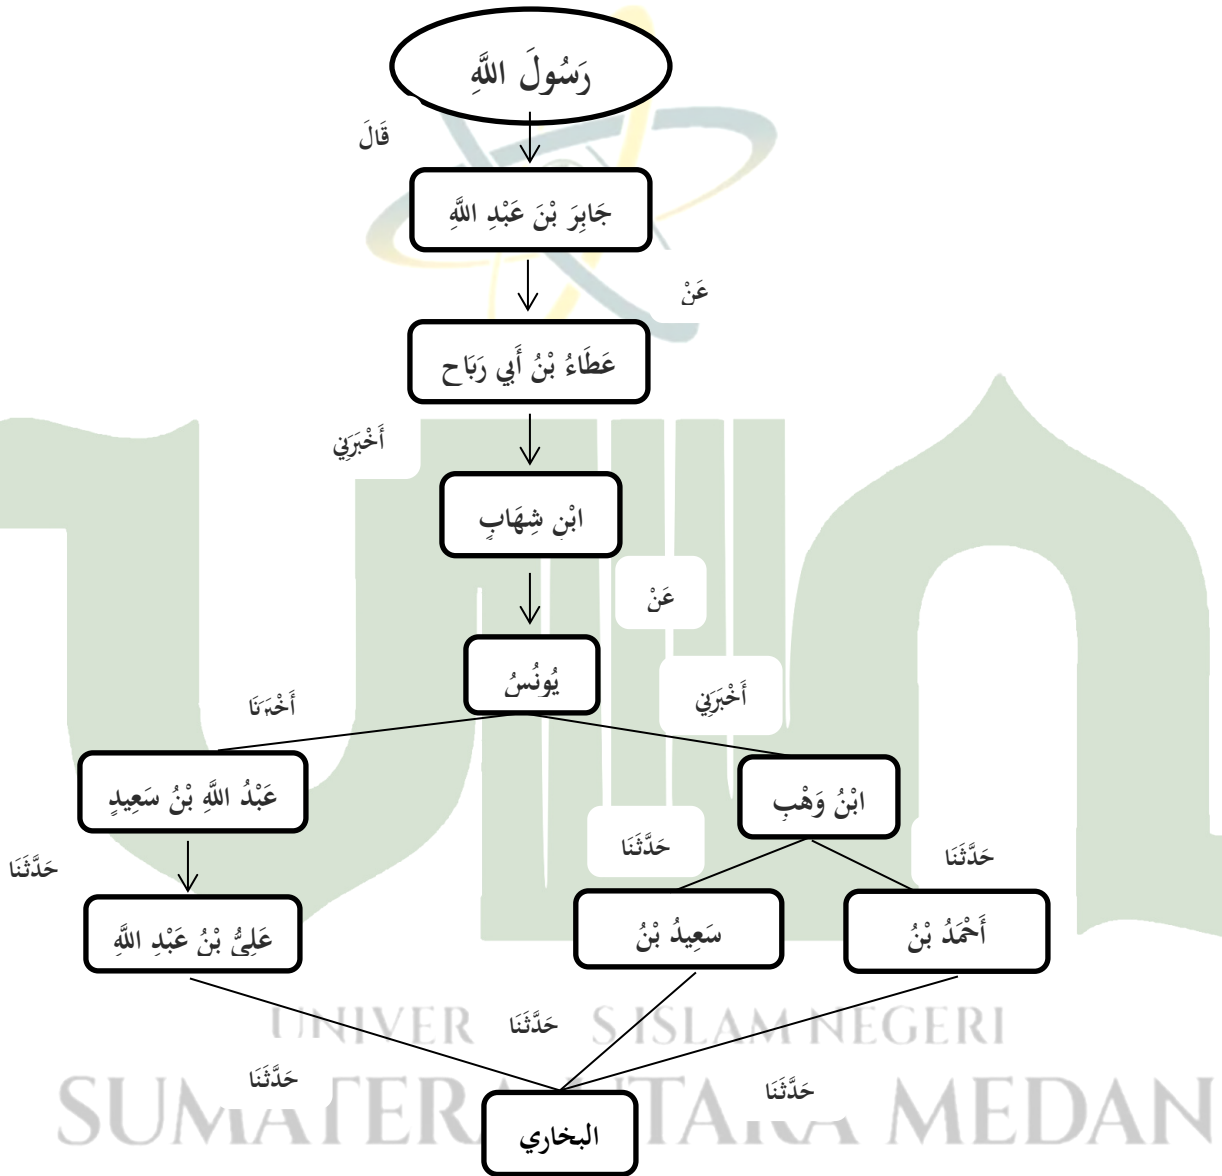 رَسُولَ اللَّهِ
قَالَ
جَابِرَ بْنَ عَبْدِ اللَّهِ
عَنْ
عَطَاءُ بْنُ أَبِي رَبَاح
أَخْبَرَنِي
ابْنِ شِهَابٍ
عَنْ
يُونُسُ
أَخْبَرَنِي
أَخْبَرَنَا
ابْنُ وَهْبٍ
عَبْدُ اللَّهِ بْنُ سَعِيدٍ
حَدَّثَنَا
حَدَّثَنَا
حَدَّثَنَا
أَحْمَدُ بْنُ
سَعِيدُ بْنُ
عَلِيُّ بْنُ عَبْدِ اللَّهِ
UNIVER S ISLAM NEGERI
حَدَّثَنَا
حَدَّثَنَا
حَدَّثَنَا
SUMATERA UTARA MEDAN
البخاري